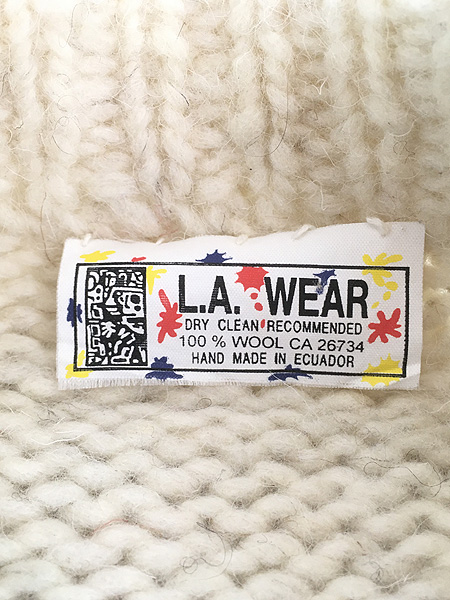 L.A. WEAR
DRY CLEAN RECOMMENDED
100 % WOOL CA 26734
HAND MADE IN ECUADOR